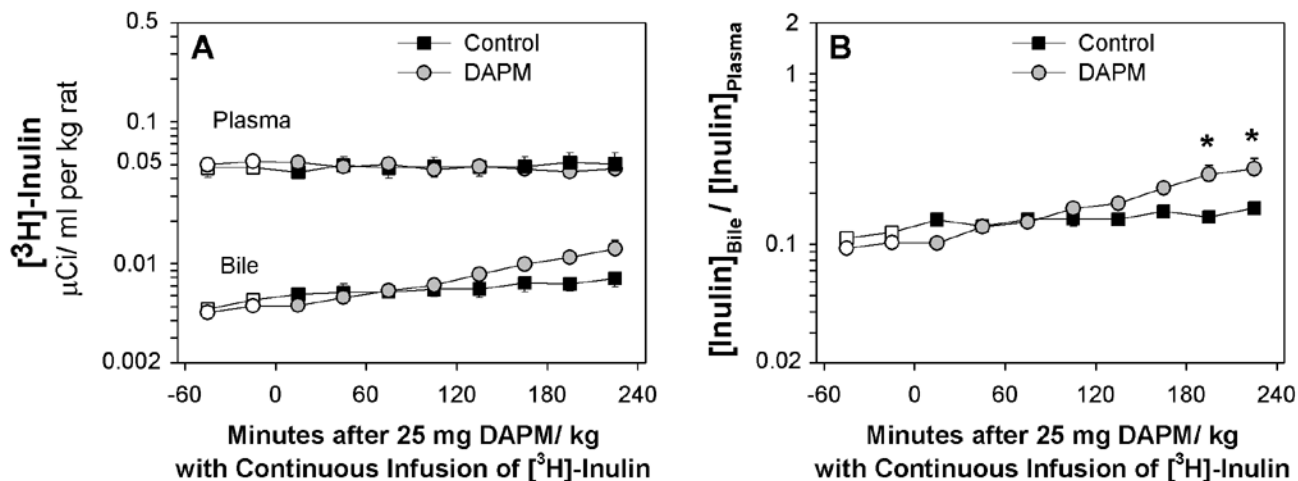 A
Control
DAPM
Plasma
Bile
[³H]-Inulin
µCi/ ml per kg rat
0.5
0.1
0.05
0.01
0.002
-60 0 60 120 180 240
Minutes after 25 mg DAPM/ kg
with Continuous Infusion of [³H]-Inulin
B
Control
DAPM
* *
[Inulin]Bile / [Inulin]Plasma
2
1
0.1
0.02
-60 0 60 120 180 240
Minutes after 25 mg DAPM/ kg
with Continuous Infusion of [³H]-Inulin